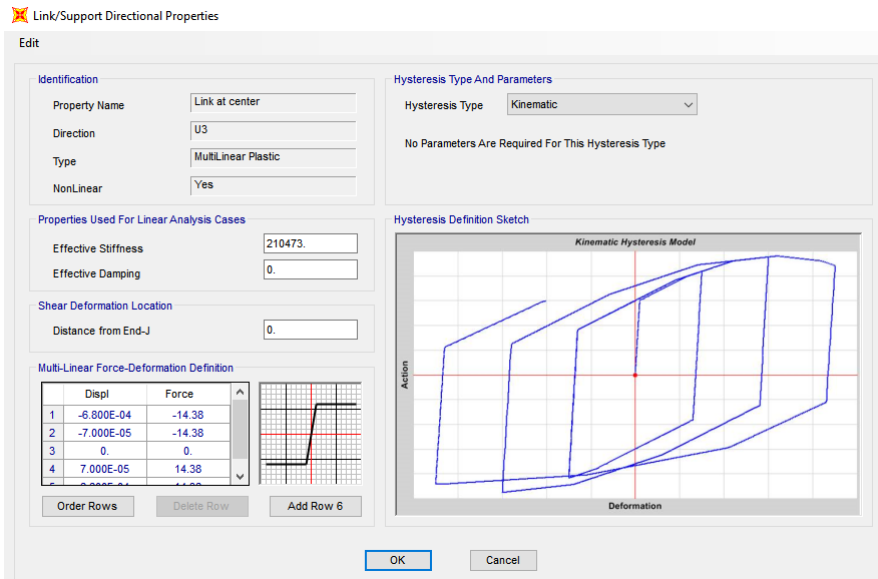 Link/Support Directional Properties
Edit
Identification
Property Name Link at center
Direction U3
Type MultiLinear Plastic
NonLinear Yes
Properties Used For Linear Analysis Cases
Effective Stiffness 210473.
Effective Damping 0.
Shear Deformation Location
Distance from End-J 0.
Multi-Linear Force-Deformation Definition
Displ Force
1 -6.800E-04 -14.38
2 -7.000E-05 -14.38
3 0. 0.
4 7.000E-05 14.38
Order Rows Delete Row Add Row 6
Hysteresis Type And Parameters
Hysteresis Type Kinematic
No Parameters Are Required For This Hysteresis Type
Hysteresis Definition Sketch
Kinematic Hysteresis Model
Action
Deformation
OK Cancel